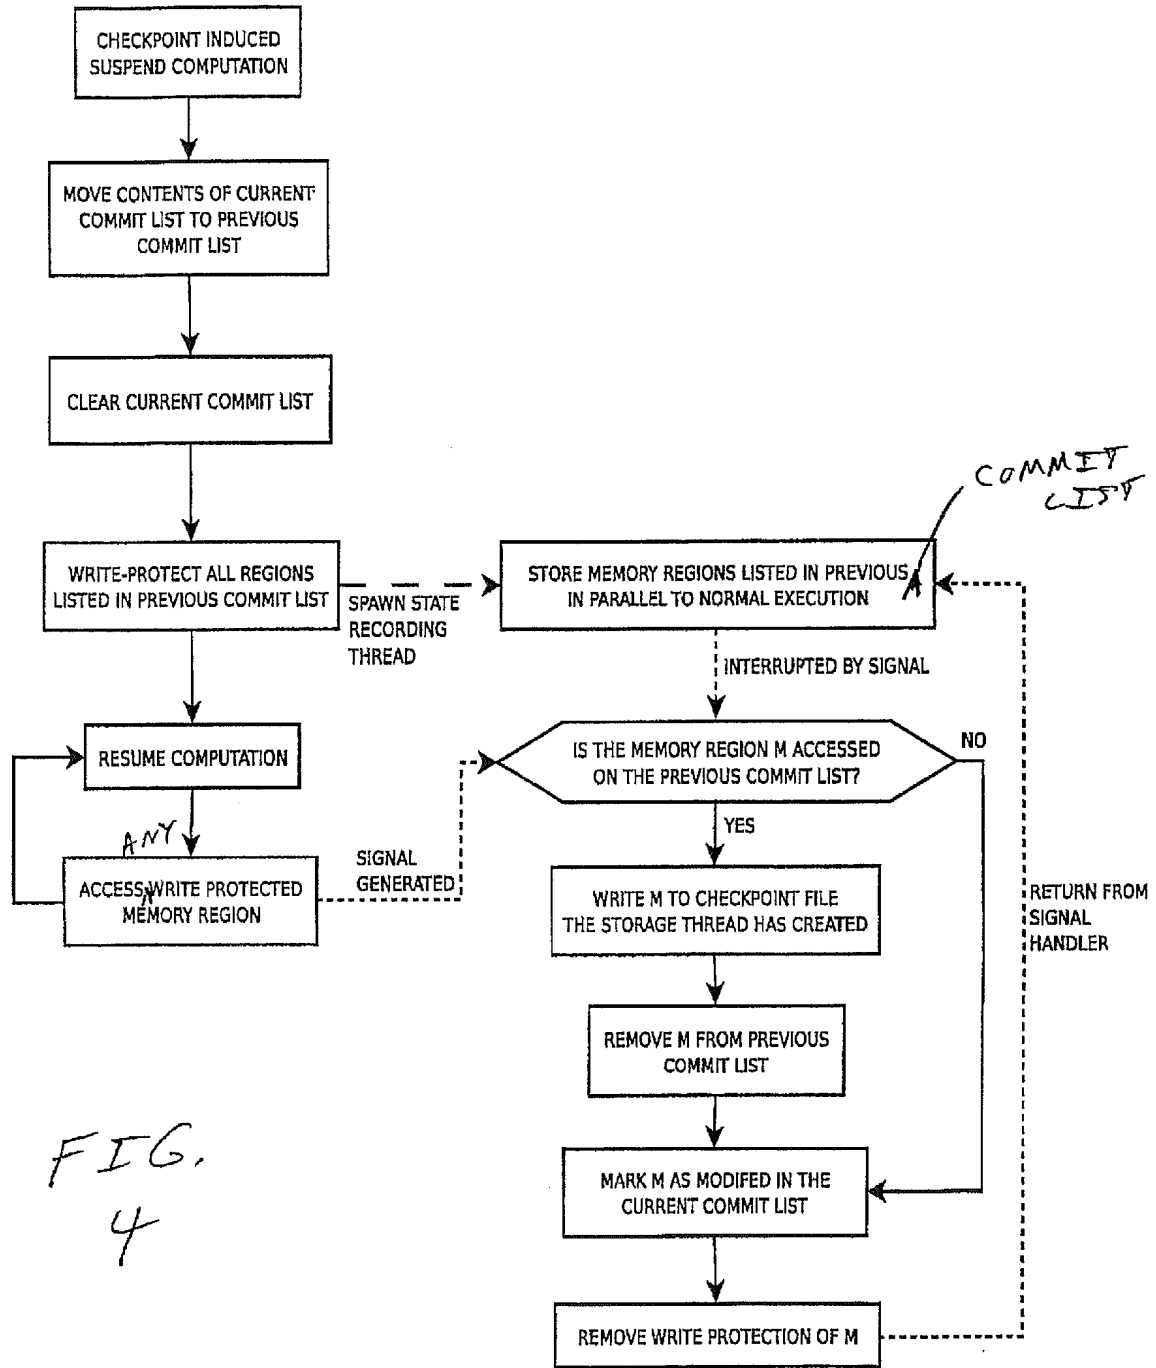 CHECKPOINT INDUCED
SUSPEND COMPUTATION
MOVE CONTENTS OF CURRENT
COMMIT LIST TO PREVIOUS
COMMIT LIST
CLEAR CURRENT COMMIT LIST
COMMIT
LIST
WRITE-PROTECT ALL REGIONS
LISTED IN PREVIOUS COMMIT LIST
SPAWN STATE
RECORDING
THREAD
STORE MEMORY REGIONS LISTED IN PREVIOUS
IN PARALLEL TO NORMAL EXECUTION
INTERRUPTED BY SIGNAL
RESUME COMPUTATION
IS THE MEMORY REGION M ACCESSED
ON THE PREVIOUS COMMIT LIST?
NO
YES
ANY
ACCESS WRITE PROTECTED
MEMORY REGION
SIGNAL
GENERATED
WRITE M TO CHECKPOINT FILE
THE STORAGE THREAD HAS CREATED
RETURN FROM
SIGNAL
HANDLER
REMOVE M FROM PREVIOUS
COMMIT LIST
MARK M AS MODIFED IN THE
CURRENT COMMIT LIST
REMOVE WRITE PROTECTION OF M
FIG.
4